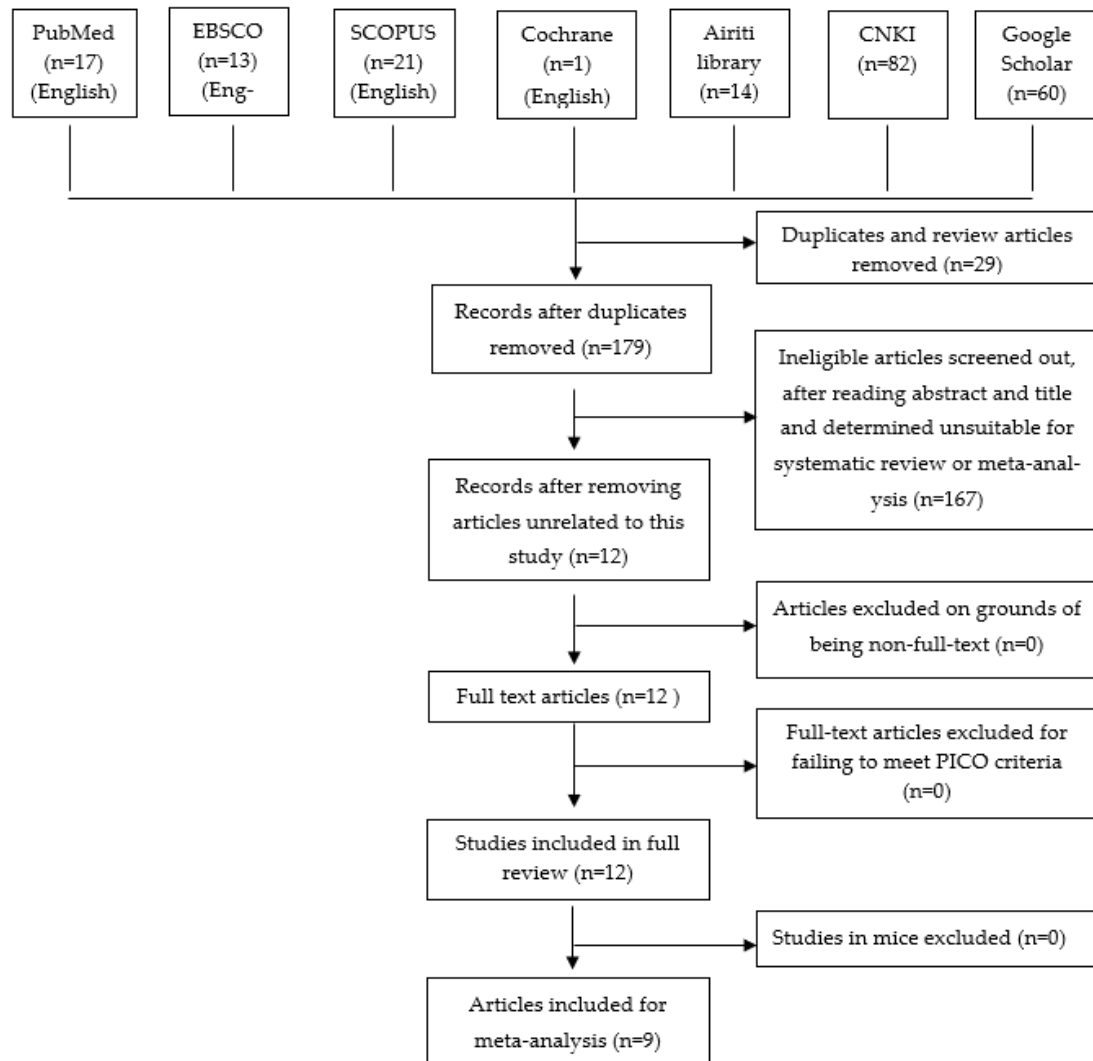 PubMed
(n=17)
(English)
EBSCO
(n=13)
(Eng-
SCOPUS
(n=21)
(English)
Cochrane
(n=1)
(English)
Airiti
library
(n=14)
CNKI
(n=82)
Google
Scholar
(n=60)
Duplicates and review articles
removed (n=29)
Records after duplicates
removed (n=179)
Ineligible articles screened out,
after reading abstract and title
and determined unsuitable for
systematic review or meta-anal-
ysis (n=167)
Records after removing
articles unrelated to this
study (n=12)
Articles excluded on grounds of
being non-full-text (n=0)
Full text articles (n=12 )
Full-text articles excluded for
failing to meet PICO criteria
(n=0)
Studies included in full
review (n=12)
Studies in mice excluded (n=0)
Articles included for
meta-analysis (n=9)